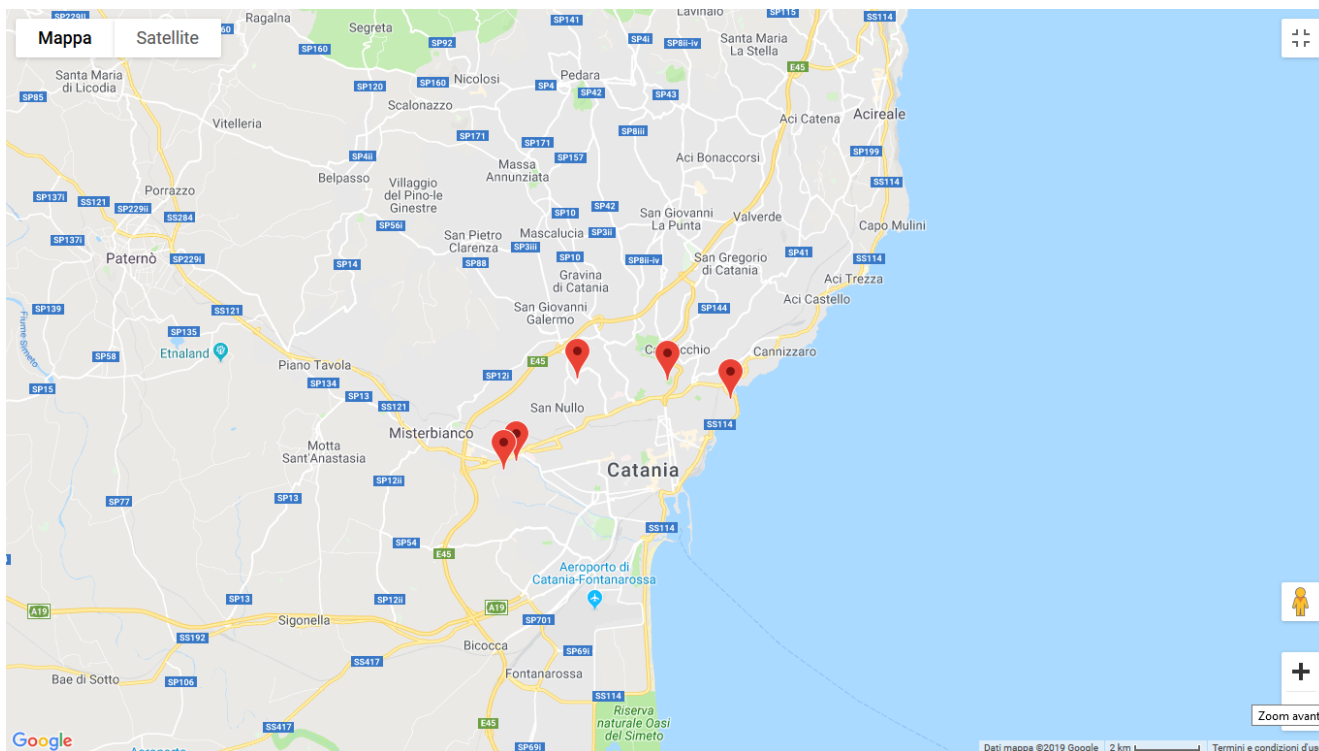 Mappa
Satellite
SP229ii
Ragalna
SP160
Segreta
SP141
Lavinaio
SP115
SS114
SP92
SP4i
SP8ii-iv
Santa Maria
La Stella
E45
Santa Maria
di Licodia
SP85
Nicolosi
Pedara
SP120
SP160
SP4
SP42
SP43
Scalonazzo
Vitelleria
Aci Catena
Acireale
SP171
SP171
SP8iii
SP4ii
SP157
Massa
Annunziata
Aci Bonaccorsi
SP199
Belpasso
Villaggio
del Pino-le
Ginestre
SS114
Porrazzo
SP137i
SS121
SP229ii
SS284
SP42
SP10
San Giovanni
La Punta
Valverde
Capo Mulini
SP56i
Mascalucia
SP3ii
San Pietro
Clarenza
SP3iii
SP137i
Paternò
SP229i
SP14
SP88
SP10
SP8ii-iv
San Gregorio
di Catania
SP41
SS114
Gravina
di Catania
Aci Trezza
Aci Castello
SP139
SS121
San Giovanni
Galermo
SP144
Fiume Simeto
SP135
Etnaland
SP58
Piano Tavola
E45
Cannizzaro
SP12i
SP15
SP134
SP13
SS121
San Nullo
SS114
Misterbianco
Motta
Sant'Anastasia
Catania
SP12ii
SP13
SP77
SS114
SP54
E45
Aeroporto di
Catania-Fontanarossa
A19
SP13
SP12ii
A19
Sigonella
SP701
SS192
Bicocca
SP69i
SS417
Fontanarossa
Bae di Sotto
SP106
SS114
Riserva
naturale Oasi
del Simeto
E45
SS417
SP69i
Zoom avant
Google
Dati mappa ©2019 Google
2 km
Termini e condizioni d'us